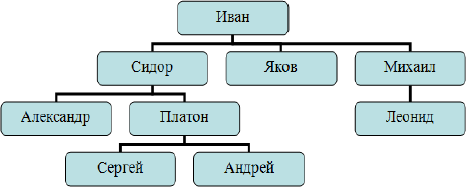 Иван
Сидор
Яков
Михаил
Александр
Платон
Леонид
Сергей
Андрей